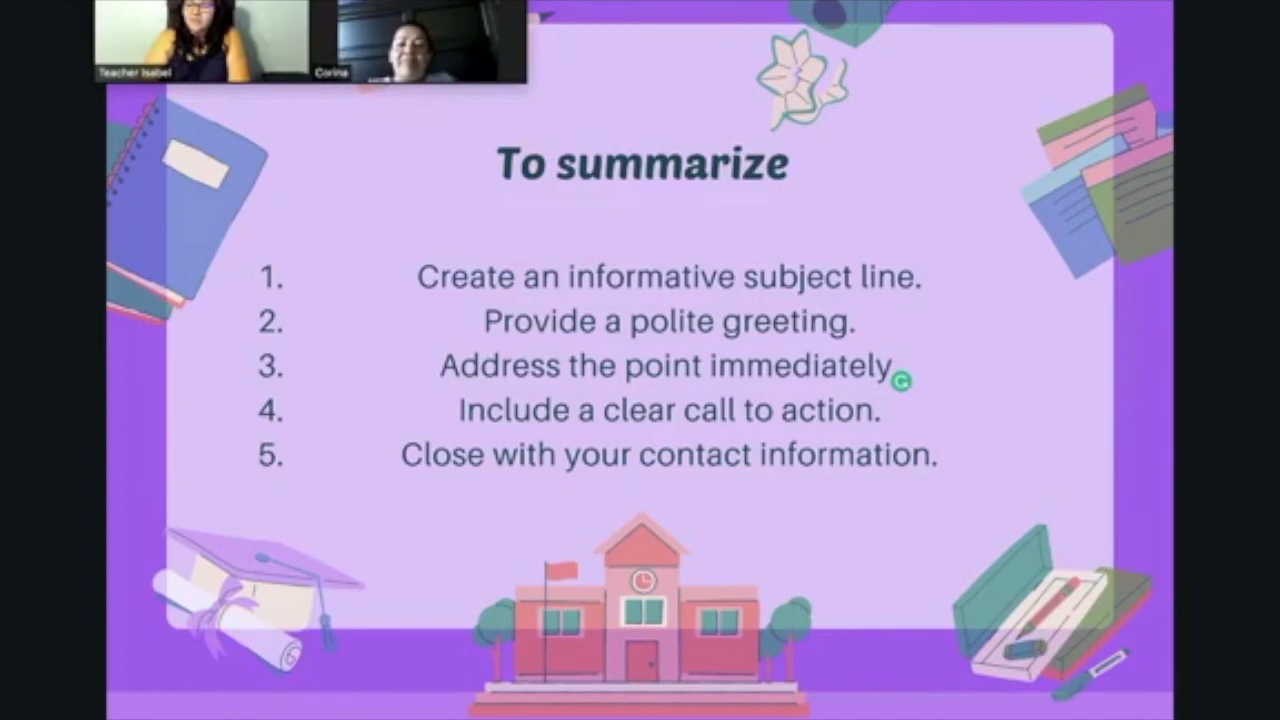 Teacher Isabel
Corina
To summarize
1. Create an informative subject line.
2. Provide a polite greeting.
3. Address the point immediately
4. Include a clear call to action.
5. Close with your contact information.